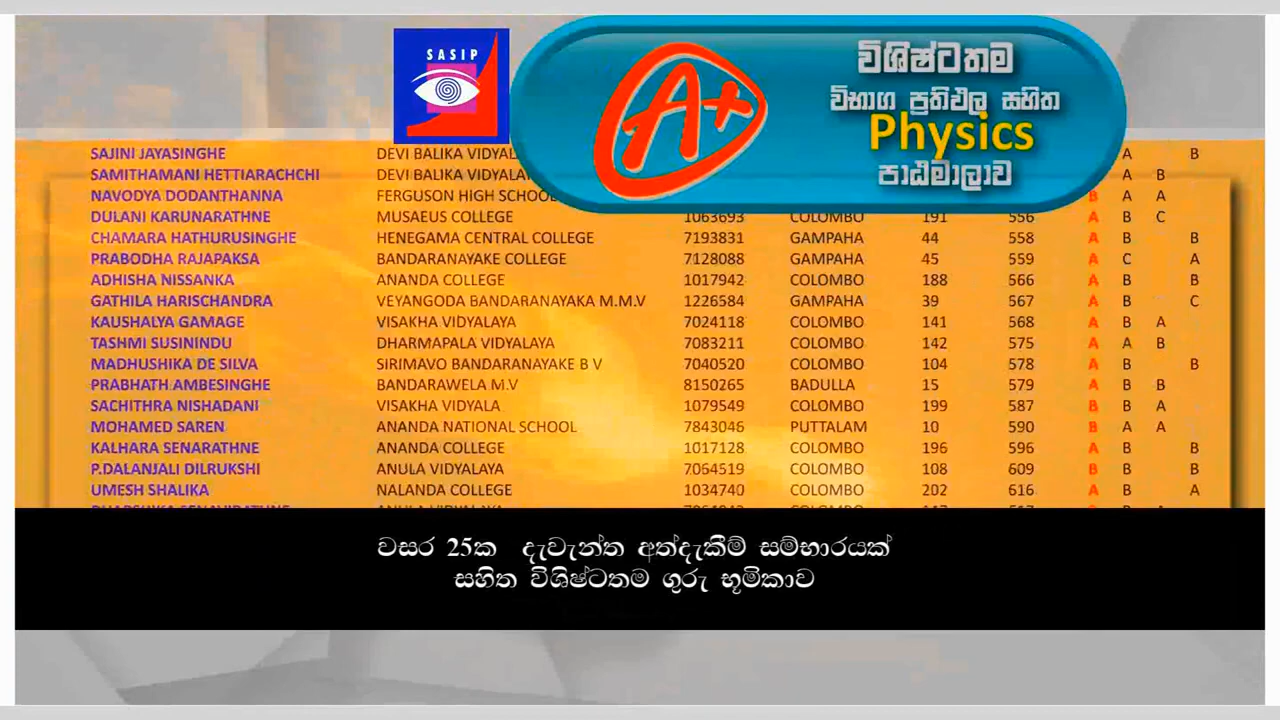 SASIP
A+
විශිෂ්ටතම
විභාග ප්‍රතිඵල සහිත
Physics
පාඨමාලාව
SAJINI JAYASINGHE DEVI BALIKA VIDYAL A B
SAMITHAMANI HETTIARACHCHI DEVI BALIKA VIDYALA A B
NAVODYA DODANTHANNA FERGUSON HIGH SCHOOL B A A
DULANI KARUNARATHNE MUSAEUS COLLEGE 1063693 COLOMBO 191 556 A B C
CHAMARA HATHURUSINGHE HENEGAMA CENTRAL COLLEGE 7193831 GAMPAHA 44 558 A B B
PRABODHA RAJAPAKSA BANDARANAYAKE COLLEGE 7128088 GAMPAHA 45 559 A C A
ADHISHA NISSANKA ANANDA COLLEGE 1017942 COLOMBO 188 566 A B B
GATHILA HARISCHANDRA VEYANGODA BANDARANAYAKA M.M.V 1226584 GAMPAHA 39 567 A B C
KAUSHALYA GAMAGE VISAKHA VIDYALAYA 7024118 COLOMBO 141 568 A B A
TASHMI SUSININDU DHARMAPALA VIDYALAYA 7083211 COLOMBO 142 575 A A B
MADHUSHIKA DE SILVA SIRIMAVO BANDARANAYAKE B V 7040520 COLOMBO 104 578 A B B
PRABHATH AMBESINGHE BANDARAWELA M.V 8150265 BADULLA 15 579 A B B
SACHITHRA NISHADANI VISAKHA VIDYALA 1079549 COLOMBO 199 587 B B A
MOHAMED SAREN ANANDA NATIONAL SCHOOL 7843046 PUTTALAM 10 590 B A A
KALHARA SENARATHNE ANANDA COLLEGE 1017128 COLOMBO 196 596 A B B
P.DALANJALI DILRUKSHI ANULA VIDYALAYA 7064519 COLOMBO 108 609 B B B
UMESH SHALIKA NALANDA COLLEGE 1034740 COLOMBO 202 616 A B A
වසර 25ක දැවැන්ත අත්දැකීම් සම්භාරයක්
සහිත විශිෂ්ටතම ගුරු භූමිකාව